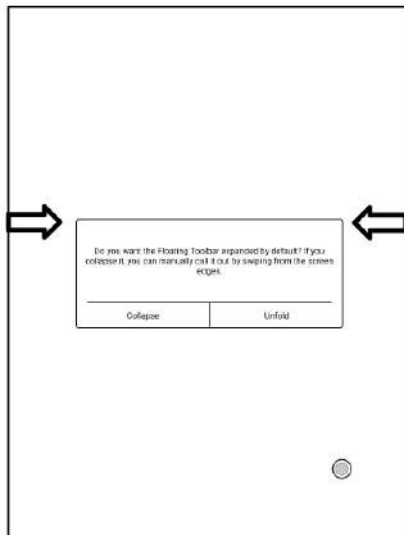 Do you want the Floating Toolbar expanded by default? If you
collapse it, you can manually call it out by swiping from the screen
edges.
Collapse
Unfold